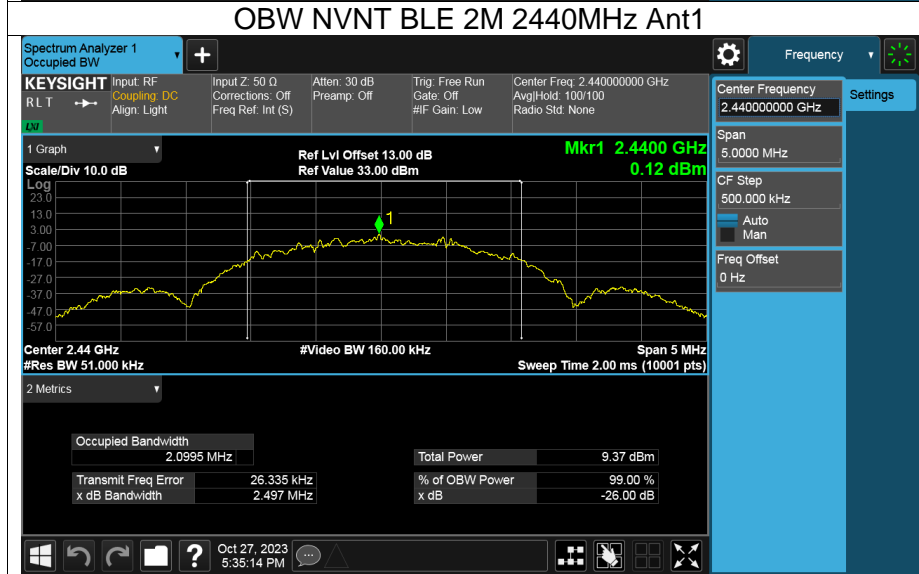 OBW NVNT BLE 2M 2440MHz Ant1
Spectrum Analyzer 1
Occupied BW
+
Frequency
KEYSIGHT
R L T
LXI
Input: RF
Coupling: DC
Align: Light
Input Z: 50 Ω
Corrections: Off
Freq Ref: Int (S)
Atten: 30 dB
Preamp: Off
Trig: Free Run
Gate: Off
#IF Gain: Low
Center Freq: 2.440000000 GHz
Avg|Hold: 100/100
Radio Std: None
Center Frequency
2.440000000 GHz
Settings
Span
5.0000 MHz
CF Step
500.000 kHz
Auto
Man
Freq Offset
0 Hz
1 Graph
Scale/Div 10.0 dB
Ref Lvl Offset 13.00 dB
Ref Value 33.00 dBm
Mkr1 2.4400 GHz
0.12 dBm
Log
23.0
13.0
3.00
-7.00
-17.0
-27.0
-37.0
-47.0
-57.0
1
Center 2.44 GHz
#Video BW 160.00 kHz
Span 5 MHz
#Res BW 51.000 kHz
Sweep Time 2.00 ms (10001 pts)
2 Metrics
Occupied Bandwidth
2.0995 MHz
Total Power 9.37 dBm
Transmit Freq Error 26.335 kHz
% of OBW Power 99.00 %
x dB Bandwidth 2.497 MHz
x dB -26.00 dB
?
Oct 27, 2023
5:35:14 PM